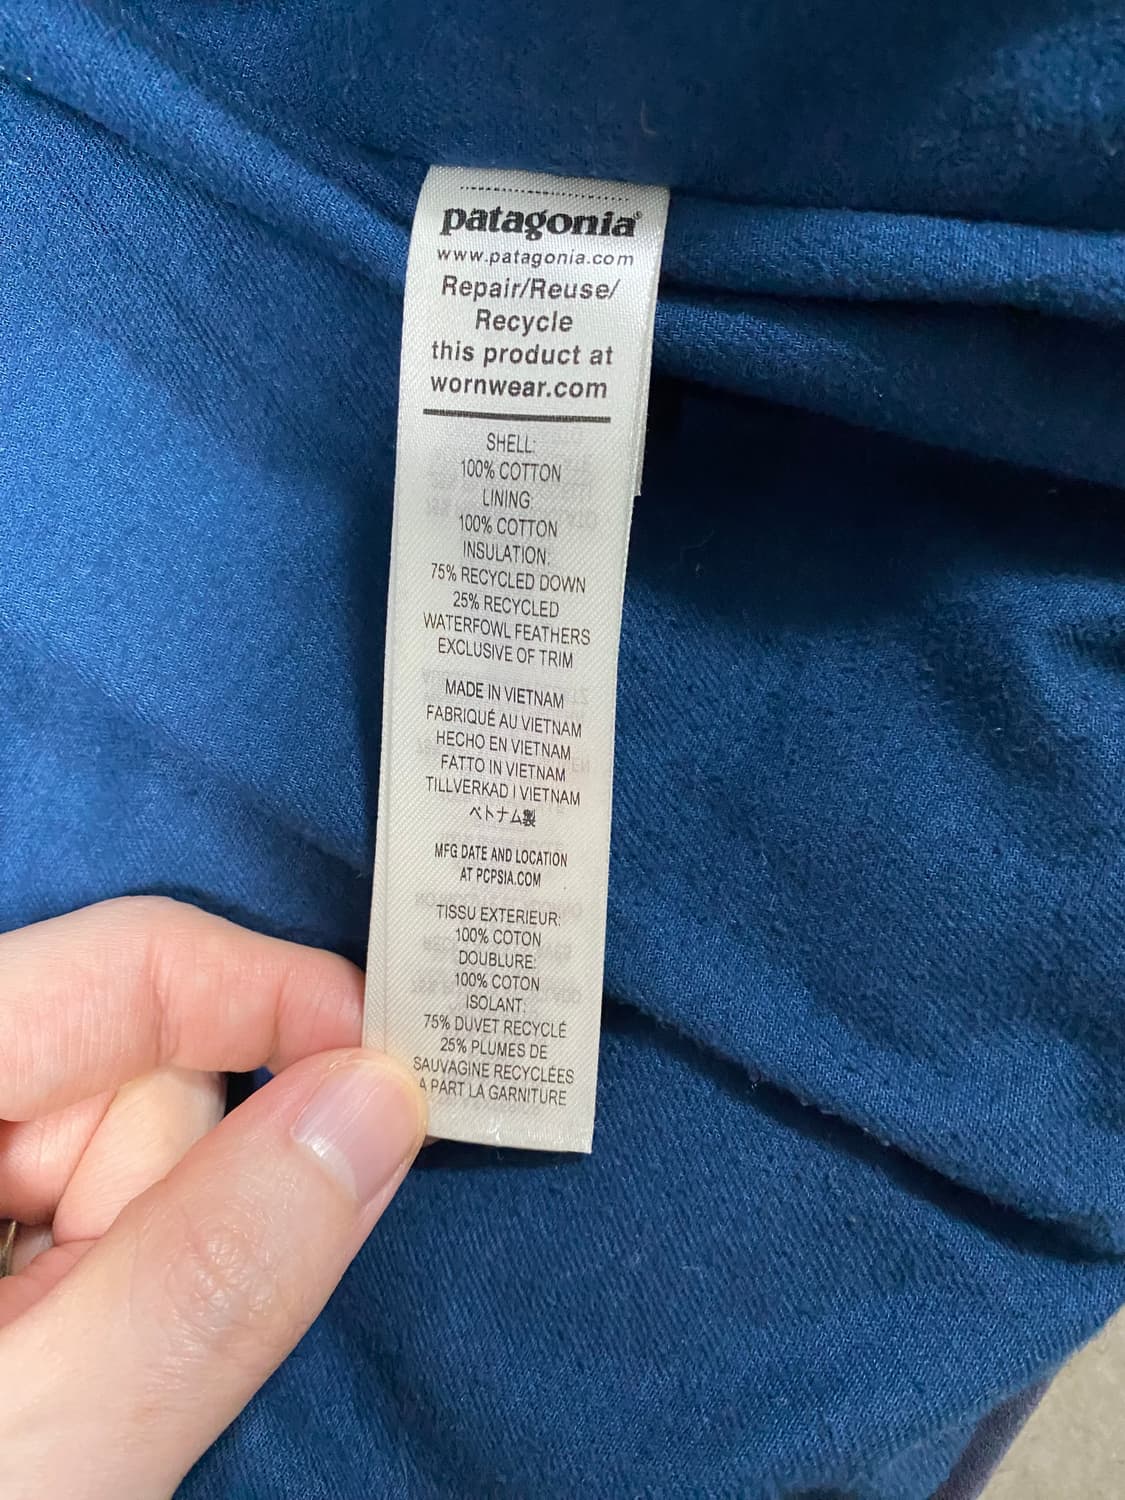 patagonia®
www.patagonia.com
Repair/Reuse/
Recycle
this product at
wornwear.com
SHELL:
100% COTTON
LINING:
100% COTTON
INSULATION:
75% RECYCLED DOWN
25% RECYCLED
WATERFOWL FEATHERS
EXCLUSIVE OF TRIM
MADE IN VIETNAM
FABRIQUÉ AU VIETNAM
HECHO EN VIETNAM
FATTO IN VIETNAM
TILLVERKAD I VIETNAM
ベトナム製
MFG DATE AND LOCATION
AT PCPSIA.COM
TISSU EXTERIEUR:
100% COTON
DOUBLURE:
100% COTON
ISOLANT:
75% DUVET RECYCLÉ
25% PLUMES DE
SAUVAGINE RECYCLÉES
A PART LA GARNITURE